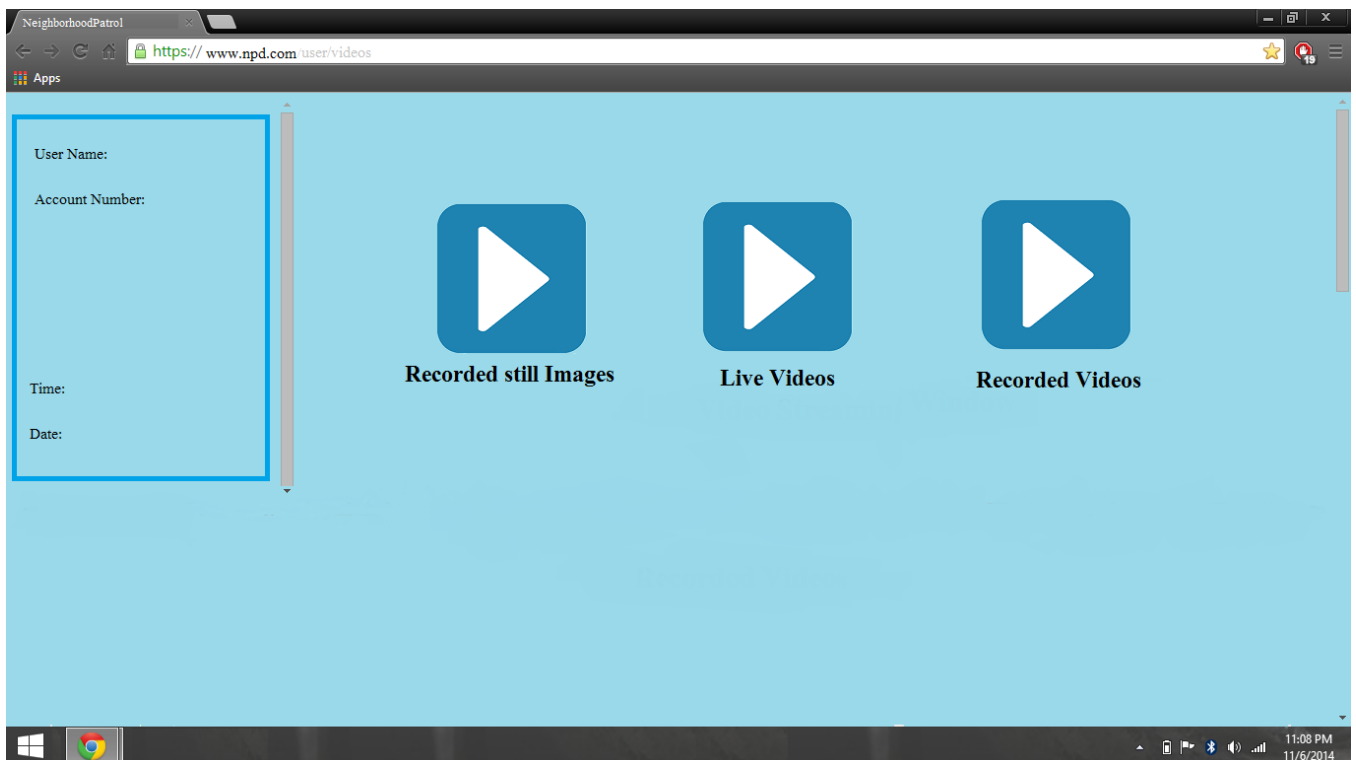 NeighborhoodPatrol
https:// www.npd.com/user/videos
19
Apps
User Name:
Account Number:
Time:
Date:
Recorded still Images
Live Videos
Recorded Videos
11:08 PM
11/6/2014